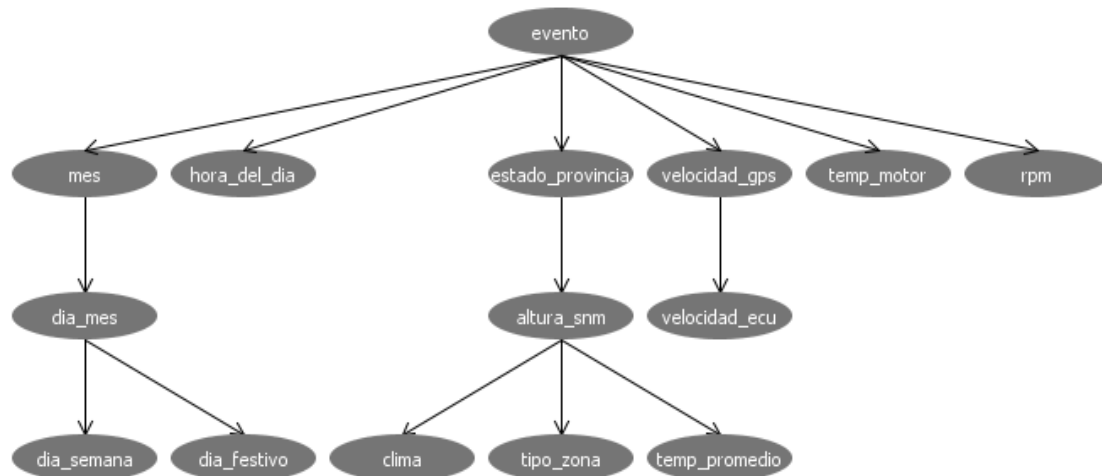 evento
mes
hora_del_dia
estado_provincia
velocidad_gps
temp_motor
rpm
dia_mes
altura_snm
velocidad_ecu
dia_semana
dia_festivo
clima
tipo_zona
temp_promedio